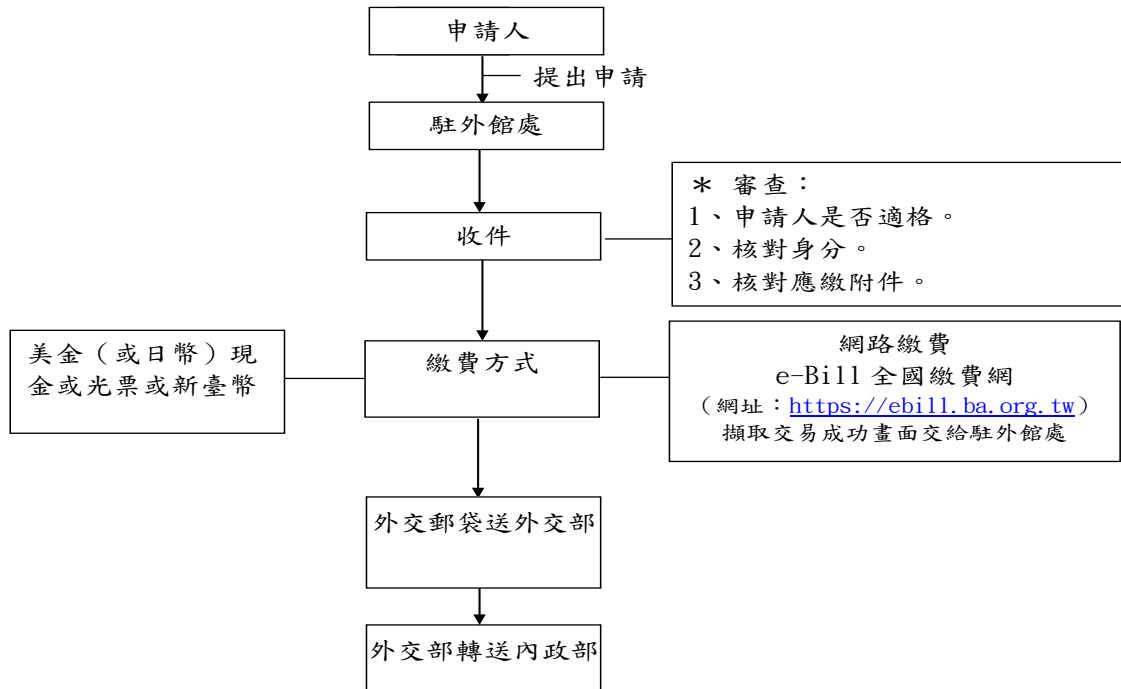 申請人
提出申請
駐外館處
收件
＊ 審查：
1、申請人是否適格。
2、核對身分。
3、核對應繳附件。
美金（或日幣）現
金或光票或新臺幣
繳費方式
網路繳費
e-Bill 全國繳費網
（網址：https://ebill.ba.org.tw）
擷取交易成功畫面交給駐外館處
外交郵袋送外交部
外交部轉送內政部